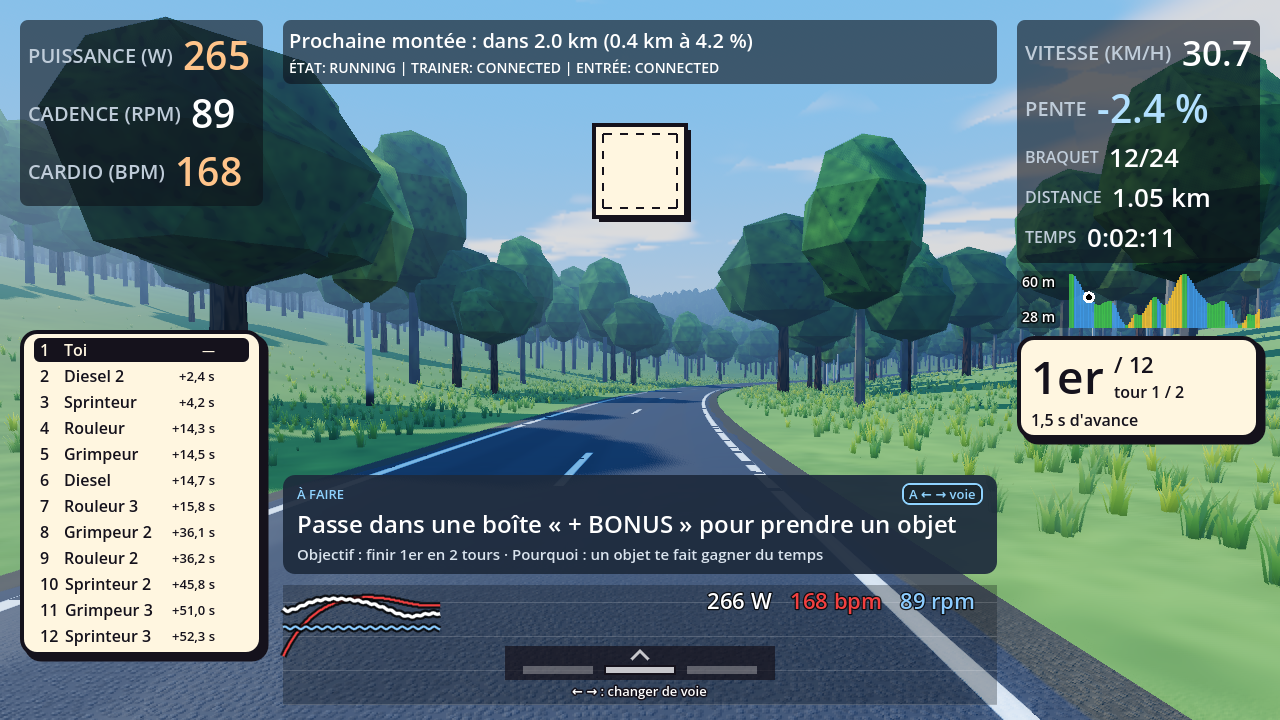 PUISSANCE (W) 265
CADENCE (RPM) 89
CARDIO (BPM) 168
Prochaine montée : dans 2.0 km (0.4 km à 4.2 %)
ÉTAT: RUNNING | TRAINER: CONNECTED | ENTRÉE: CONNECTED
VITESSE (KM/H) 30.7
PENTE -2.4 %
BRAQUET 12/24
DISTANCE 1.05 km
TEMPS 0:02:11
60 m
28 m
1er / 12
tour 1 / 2
1,5 s d'avance
1 Toi —
2 Diesel 2 +2,4 s
3 Sprinteur +4,2 s
4 Rouleur +14,3 s
5 Grimpeur +14,5 s
6 Diesel +14,7 s
7 Rouleur 3 +15,8 s
8 Grimpeur 2 +36,1 s
9 Rouleur 2 +36,2 s
10 Sprinteur 2 +45,8 s
11 Grimpeur 3 +51,0 s
12 Sprinteur 3 +52,3 s
À FAIRE
A ← → voie
Passe dans une boîte « + BONUS » pour prendre un objet
Objectif : finir 1er en 2 tours · Pourquoi : un objet te fait gagner du temps
266 W 168 bpm 89 rpm
← → : changer de voie